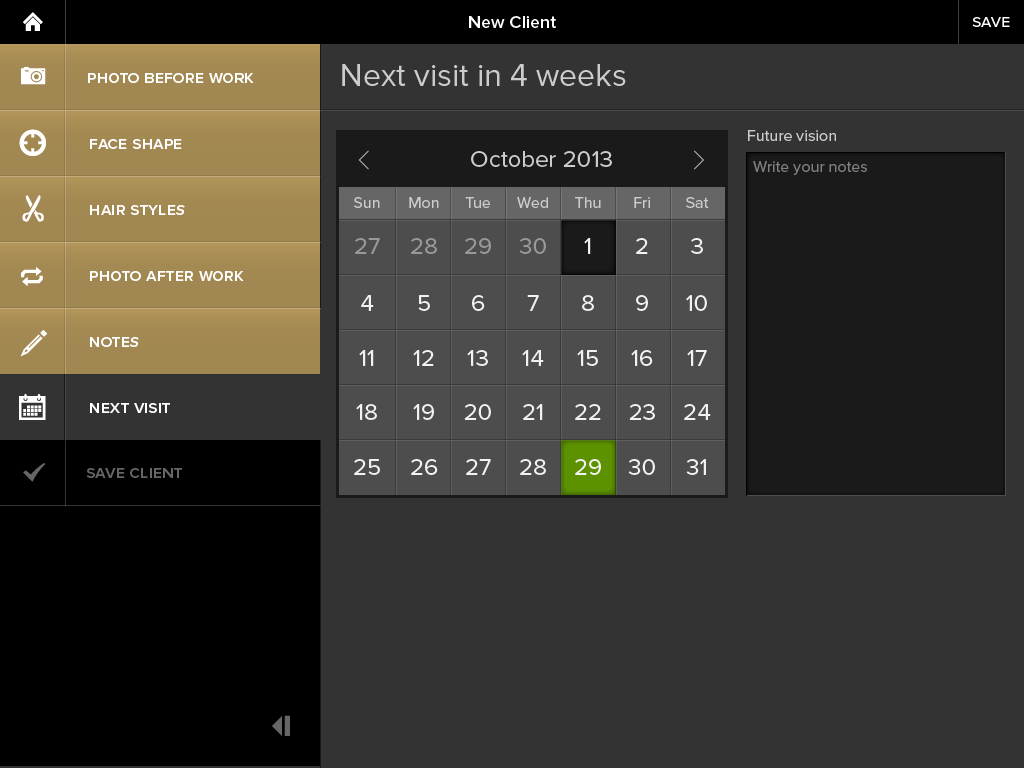 New Client
SAVE
PHOTO BEFORE WORK
FACE SHAPE
HAIR STYLES
PHOTO AFTER WORK
NOTES
NEXT VISIT
SAVE CLIENT
Next visit in 4 weeks
October 2013
Sun Mon Tue Wed Thu Fri Sat
27 28 29 30 1 2 3
4 5 6 7 8 9 10
11 12 13 14 15 16 17
18 19 20 21 22 23 24
25 26 27 28 29 30 31
Future vision
Write your notes